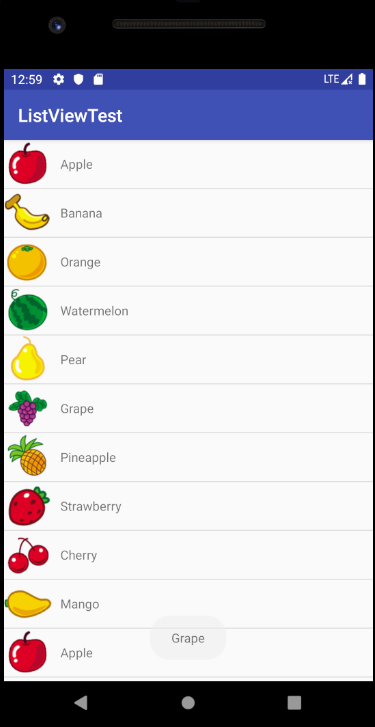 12:59 LTE
ListViewTest
Apple
Banana
Orange
Watermelon
Pear
Grape
Pineapple
Strawberry
Cherry
Mango
Grape
Apple